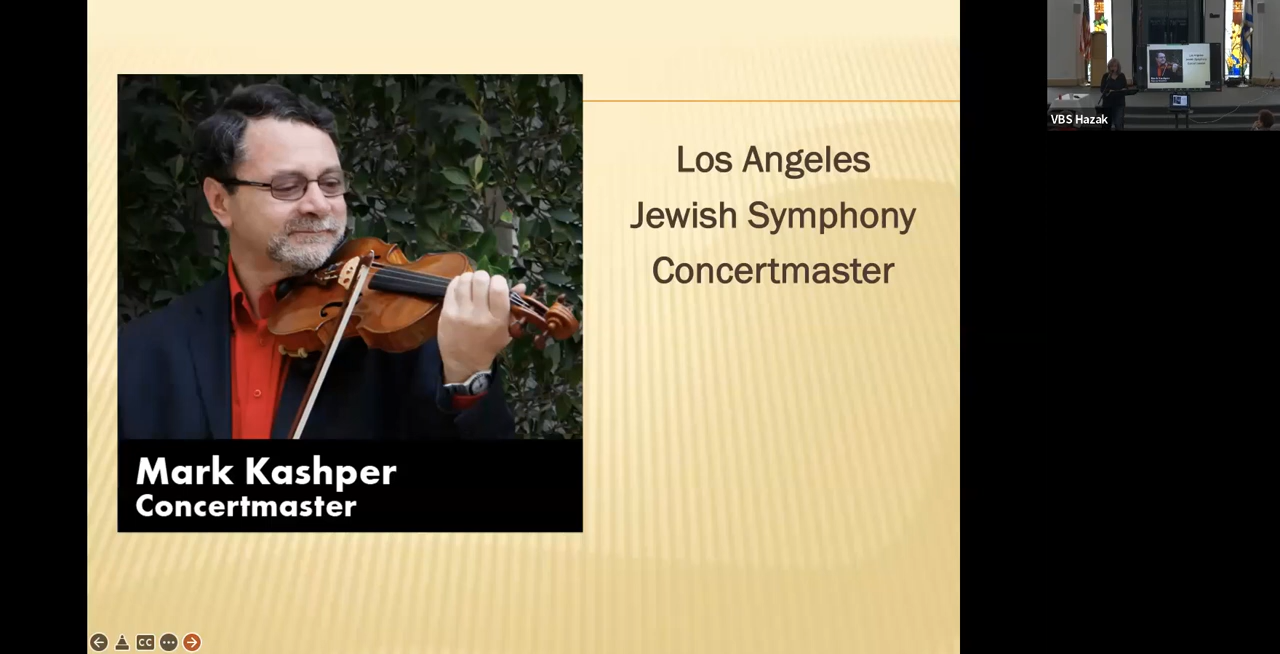 Los Angeles
Jewish Symphony
Concertmaster
Mark Kashper
Concertmaster
VBS Hazak
CC